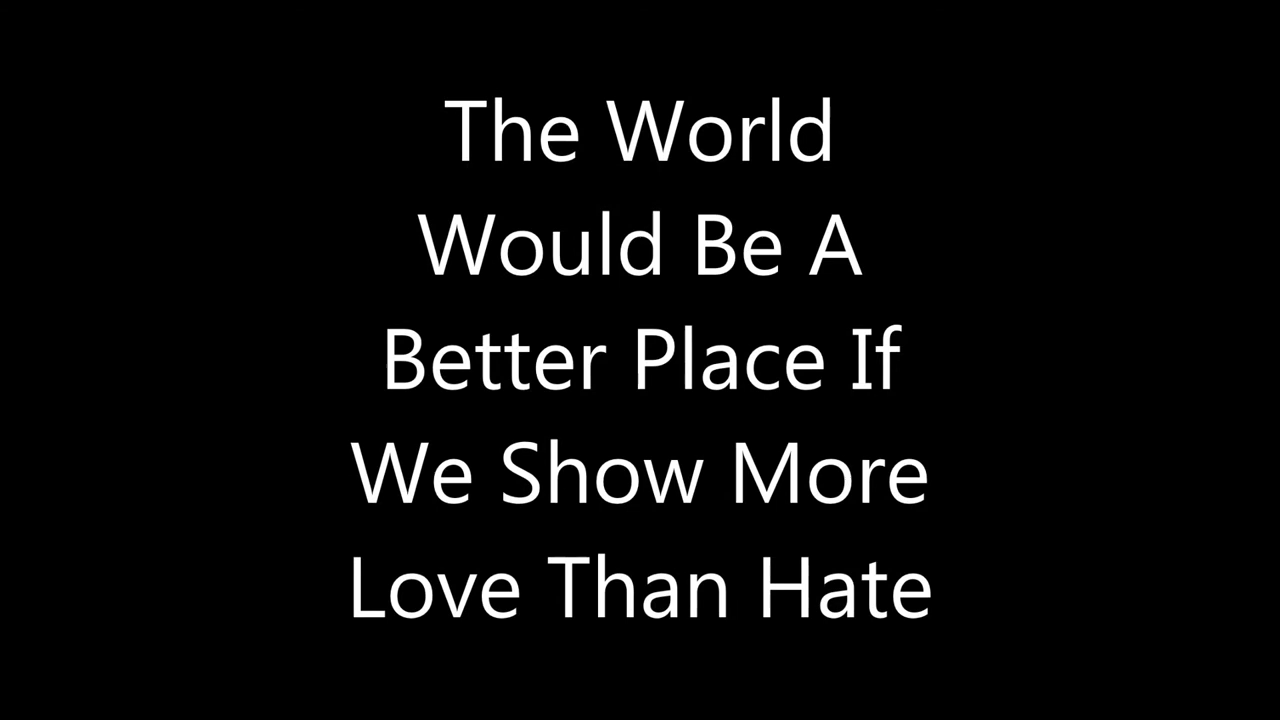 The World
Would Be A
Better Place If
We Show More
Love Than Hate